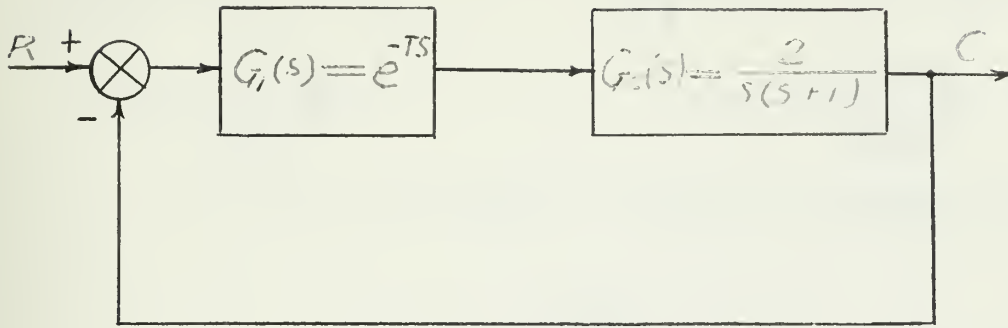 R
+
-
G₁(s) = e^-TS
G₂(s) = 2/s(s+1)
C